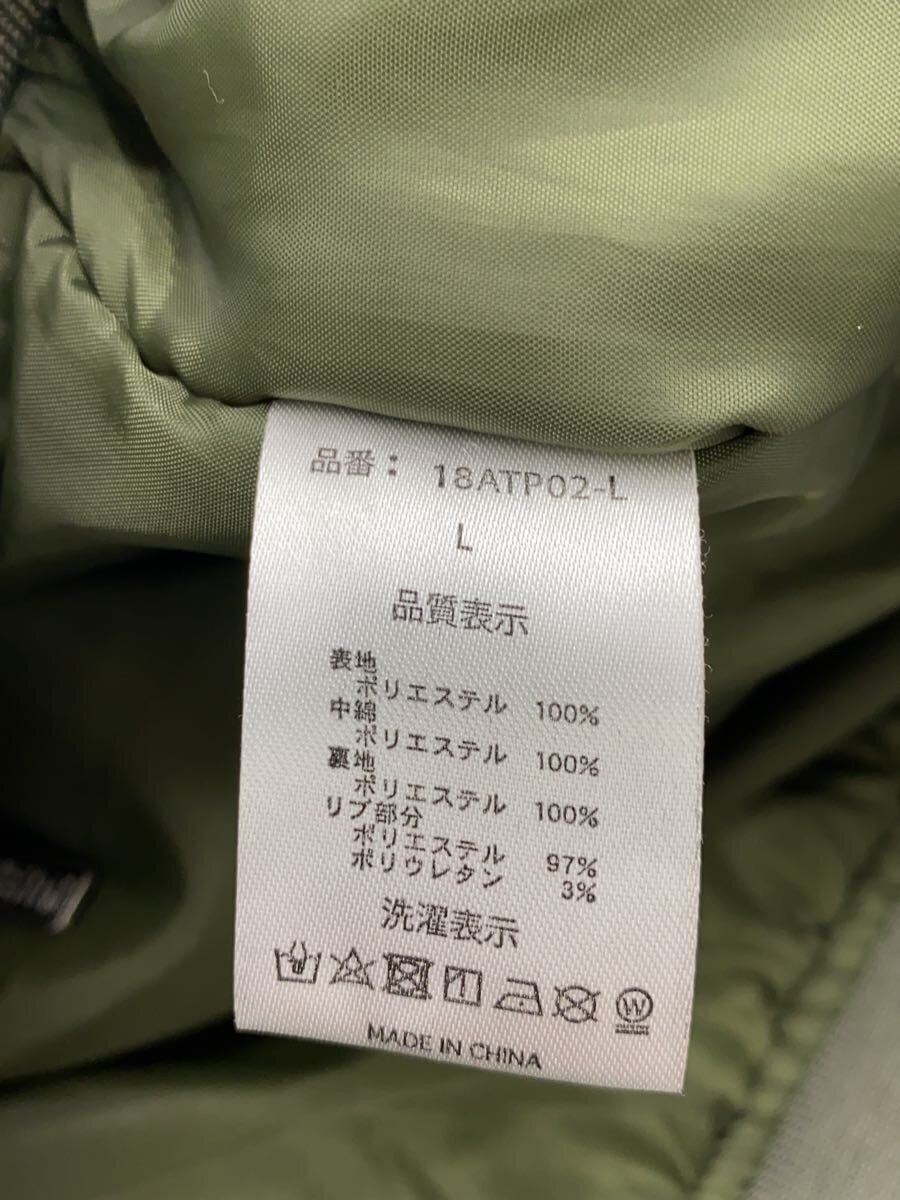 品番： 18ATP02-L
L
品質表示
表地
ポリエステル 100%
中綿
ポリエステル 100%
裏地
ポリエステル 100%
リブ部分
ポリエステル 97%
ポリウレタン 3%
洗濯表示
W
MADE IN CHINA